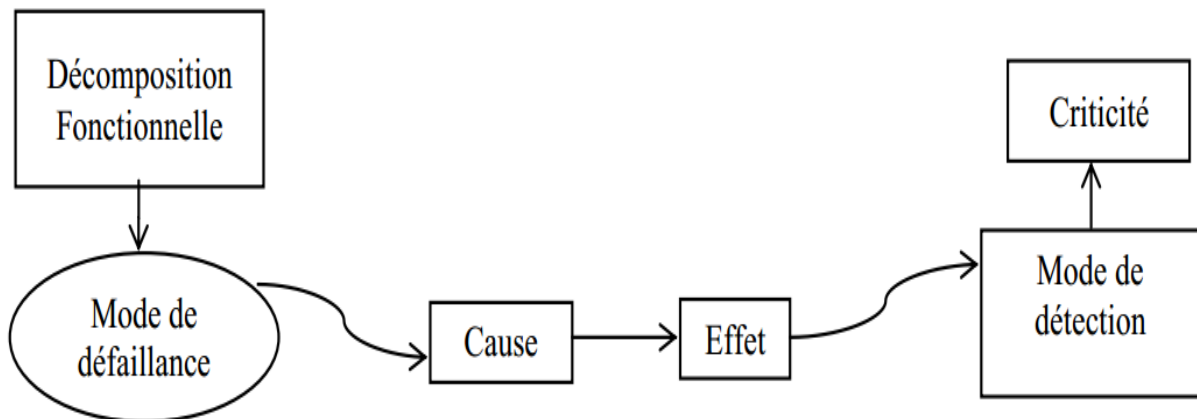 Décomposition
Fonctionnelle
Mode de
défaillance
Cause
Effet
Mode de
détection
Criticité